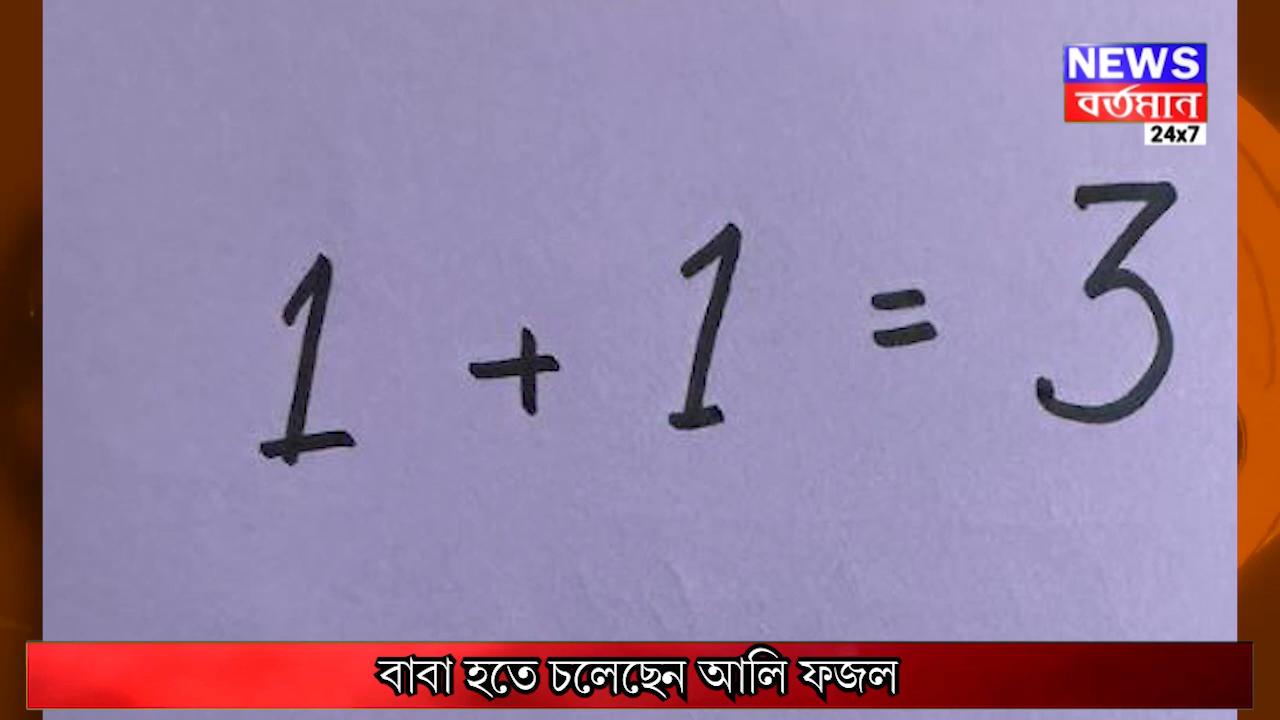 NEWS
বর্তমান
24x7
1 + 1 = 3
বাবা হতে চলেছেন আলি ফজল